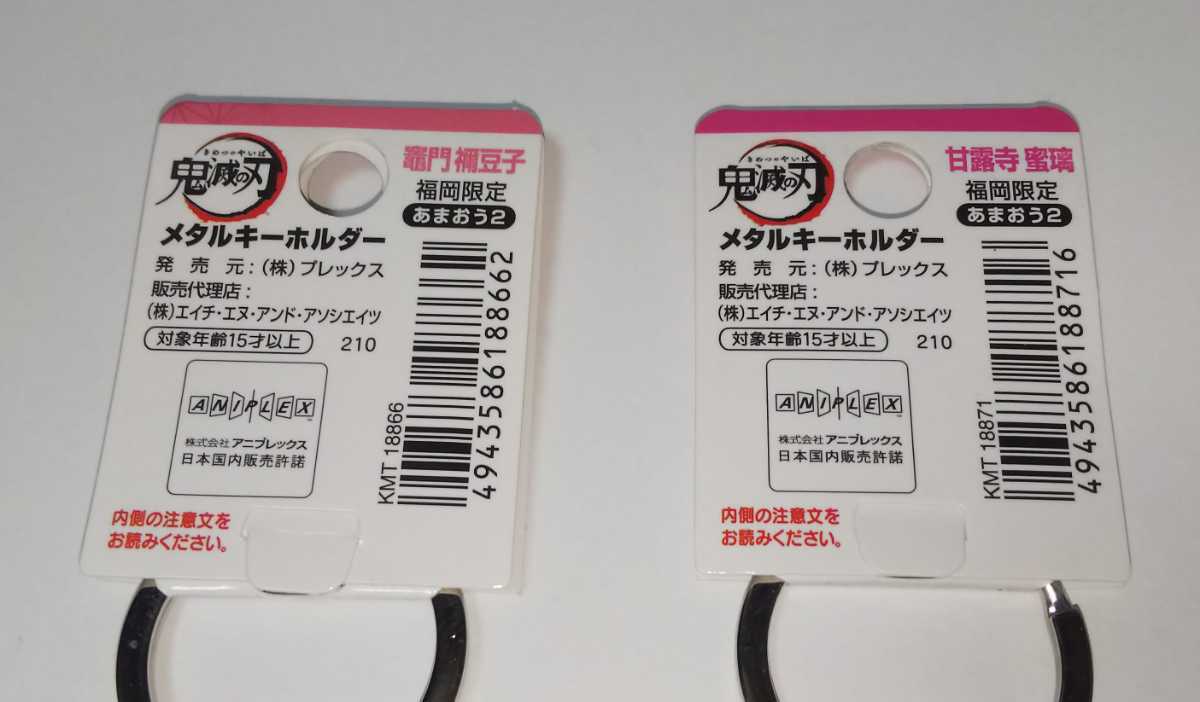 きめつのやいば
鬼滅の刃
竈門 禰豆子
福岡限定
あまおう2
メタルキーホルダー
発売元:(株)プレックス
販売代理店:
(株)エイチ・エヌ・アンド・アソシエイツ
対象年齢15才以上 210
ANIPLEX
株式会社 アニプレックス
日本国内販売許諾
KMT 18866
4943586188662
内側の注意文を
お読みください。
きめつのやいば
鬼滅の刃
甘露寺 蜜璃
福岡限定
あまおう2
メタルキーホルダー
発売元:(株)プレックス
販売代理店:
(株)エイチ・エヌ・アンド・アソシエイツ
対象年齢15才以上 210
ANIPLEX
株式会社 アニプレックス
日本国内販売許諾
KMT 18871
4943586188716
内側の注意文を
お読みください。